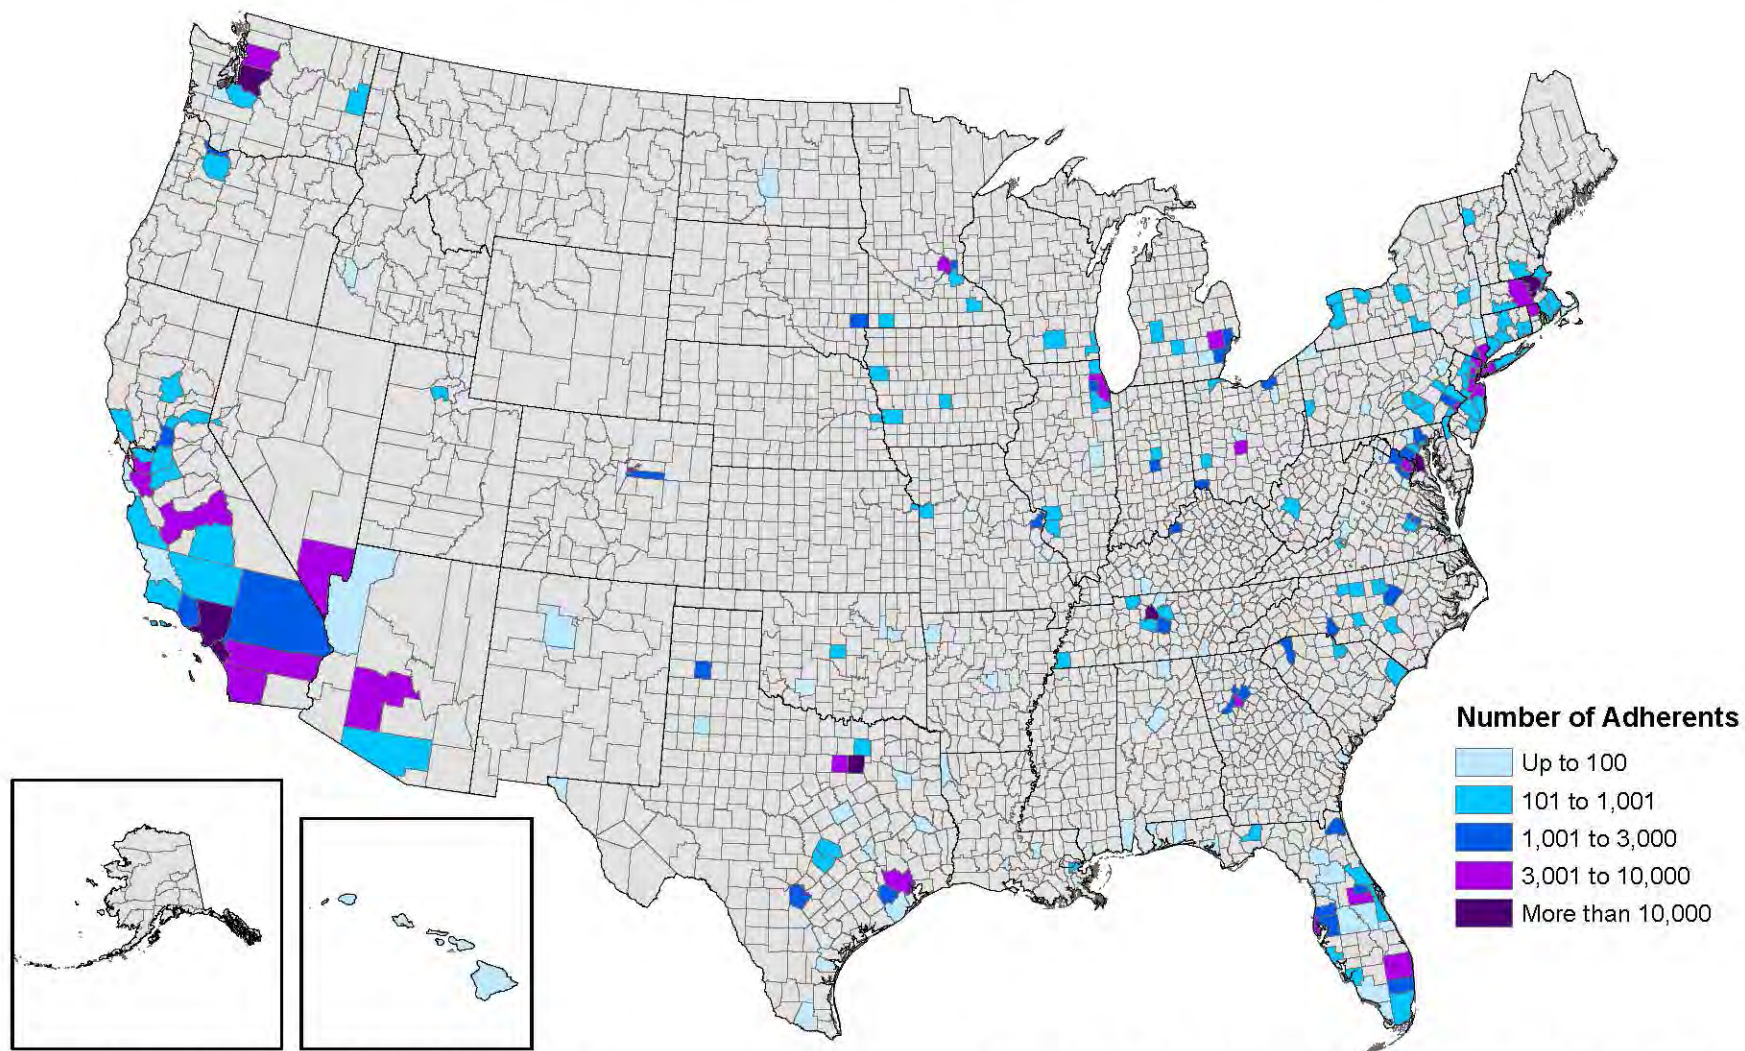 Number of Adherents
Up to 100
101 to 1,001
1,001 to 3,000
3,001 to 10,000
More than 10,000